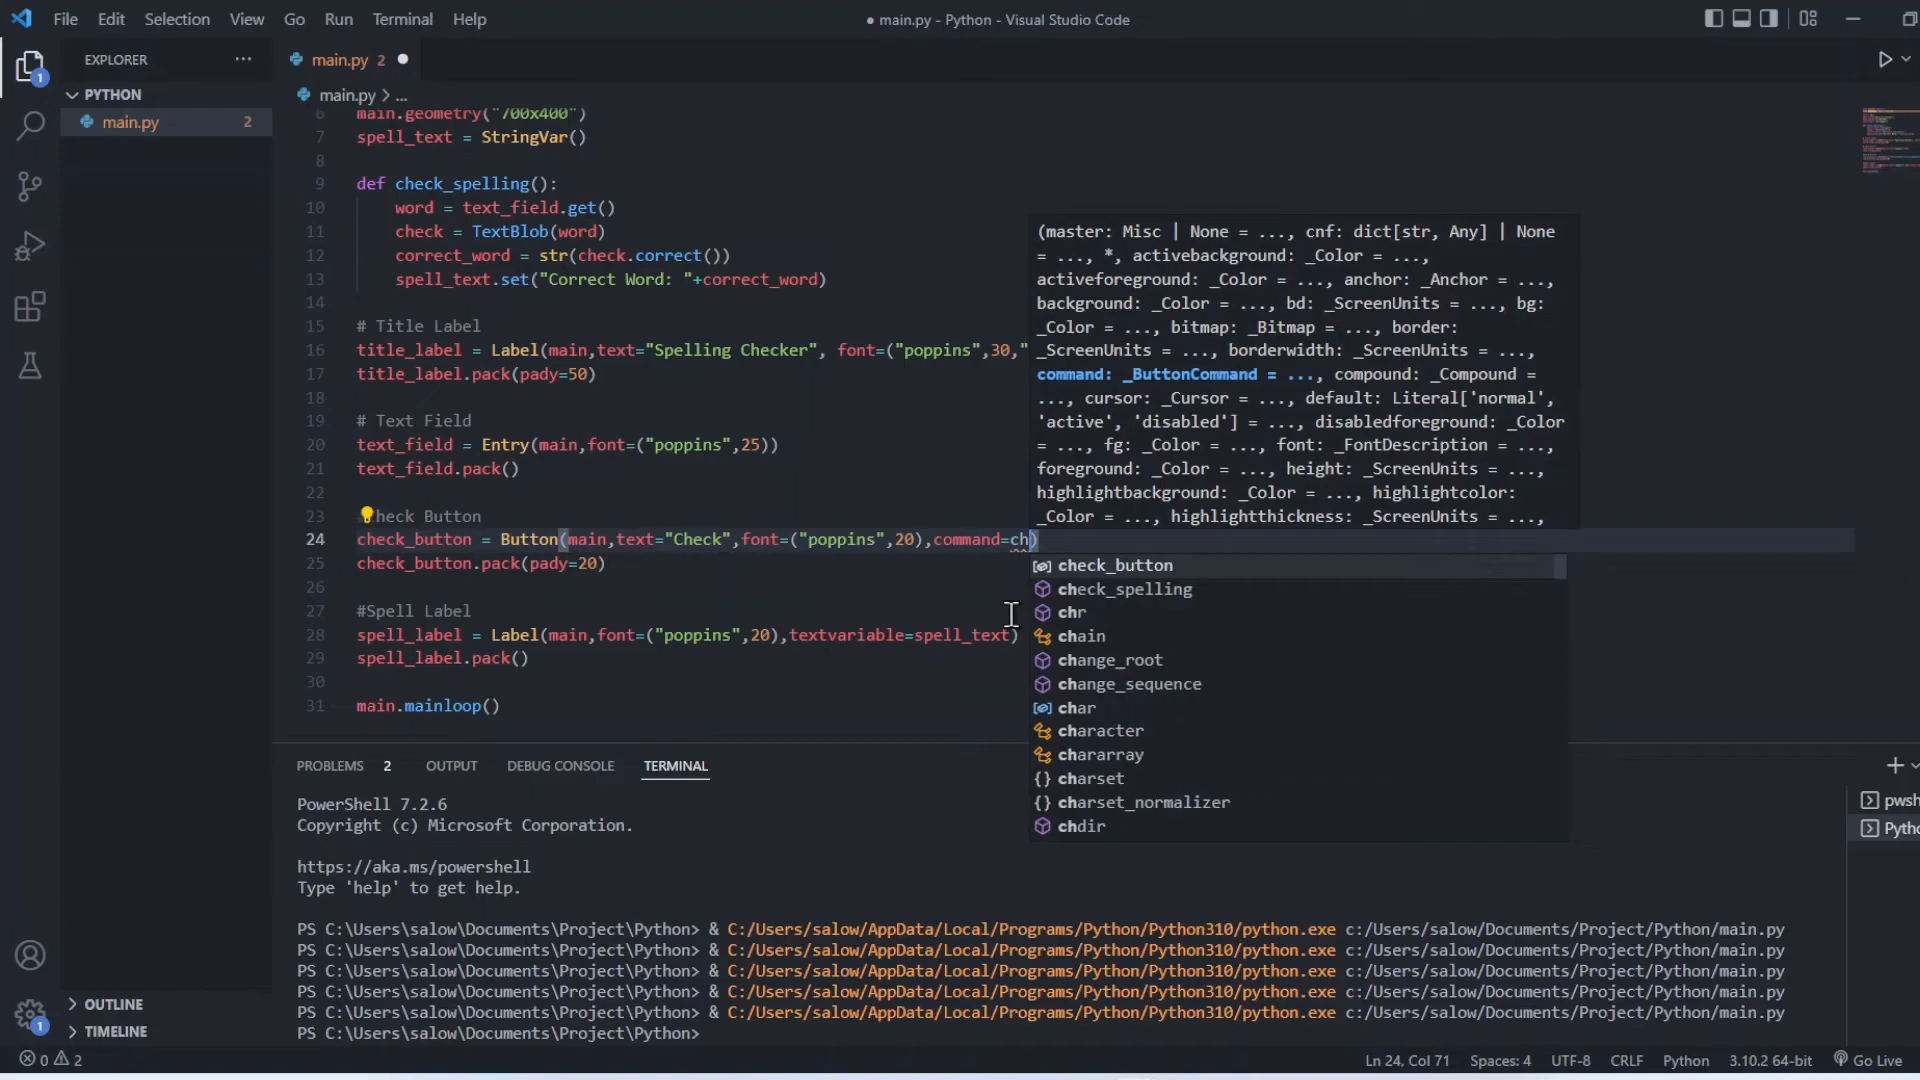 File Edit Selection View Go Run Terminal Help
● main.py - Python - Visual Studio Code
EXPLORER ...
PYTHON
main.py 2
main.py 2
main.py > ...
6 main.geometry("700x400")
7 spell_text = StringVar()
8
9 def check_spelling():
10 word = text_field.get()
11 check = TextBlob(word)
12 correct_word = str(check.correct())
13 spell_text.set("Correct Word: "+correct_word)
14
15 # Title Label
16 title_label = Label(main,text="Spelling Checker", font=("poppins",30,"
17 title_label.pack(pady=50)
18
19 # Text Field
20 text_field = Entry(main,font=("poppins",25))
21 text_field.pack()
22
23 heck Button
24 check_button = Button(main,text="Check",font=("poppins",20),command=ch)
25 check_button.pack(pady=20)
26
27 #Spell Label
28 spell_label = Label(main,font=("poppins",20),textvariable=spell_text)
29 spell_label.pack()
30
31 main.mainloop()
(master: Misc | None = ..., cnf: dict[str, Any] | None
= ..., *, activebackground: _Color = ...,
activeforeground: _Color = ..., anchor: _Anchor = ...,
background: _Color = ..., bd: _ScreenUnits = ..., bg:
_Color = ..., bitmap: _Bitmap = ..., border:
_ScreenUnits = ..., borderwidth: _ScreenUnits = ...,
command: _ButtonCommand = ..., compound: _Compound =
..., cursor: _Cursor = ..., default: Literal['normal',
'active', 'disabled'] = ..., disabledforeground: _Color
= ..., fg: _Color = ..., font: _FontDescription = ...,
foreground: _Color = ..., height: _ScreenUnits = ...,
highlightbackground: _Color = ..., highlightcolor:
_Color = ..., highlightthickness: _ScreenUnits = ...,
check_button
check_spelling
chr
chain
change_root
change_sequence
char
character
chararray
charset
charset_normalizer
chdir
PROBLEMS 2 OUTPUT DEBUG CONSOLE TERMINAL
PowerShell 7.2.6
Copyright (c) Microsoft Corporation.
https://aka.ms/powershell
Type 'help' to get help.
PS C:\Users\salow\Documents\Project\Python> & C:/Users/salow/AppData/Local/Programs/Python/Python310/python.exe c:/Users/salow/Documents/Project/Python/main.py
PS C:\Users\salow\Documents\Project\Python> & C:/Users/salow/AppData/Local/Programs/Python/Python310/python.exe c:/Users/salow/Documents/Project/Python/main.py
PS C:\Users\salow\Documents\Project\Python> & C:/Users/salow/AppData/Local/Programs/Python/Python310/python.exe c:/Users/salow/Documents/Project/Python/main.py
PS C:\Users\salow\Documents\Project\Python> & C:/Users/salow/AppData/Local/Programs/Python/Python310/python.exe c:/Users/salow/Documents/Project/Python/main.py
PS C:\Users\salow\Documents\Project\Python> & C:/Users/salow/AppData/Local/Programs/Python/Python310/python.exe c:/Users/salow/Documents/Project/Python/main.py
PS C:\Users\salow\Documents\Project\Python>
pwsh
Pytho
1
1
OUTLINE
TIMELINE
0 2
Ln 24, Col 71 Spaces: 4 UTF-8 CRLF Python 3.10.2 64-bit Go Live